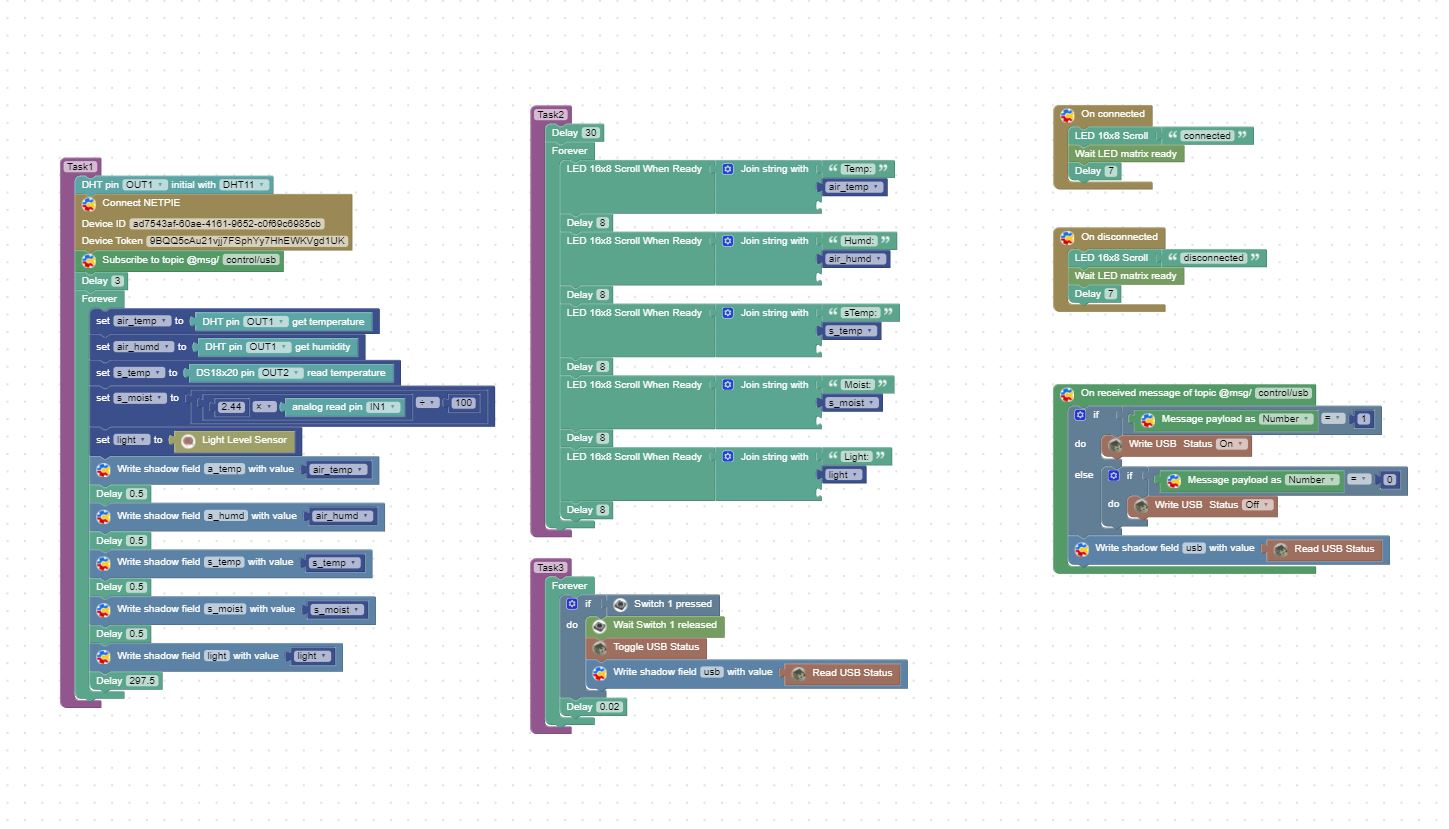 Task1
DHT pin OUT1 initial with DHT11
Connect NETPIE
Device ID ad7543af-60ae-4161-9652-c0f69c6985cb
Device Token 9BQQ5cAu21vjj7FSphYy7HhEWKVgd1UK
Subscribe to topic @msg/ control/usb
Delay 3
Forever
set air_temp to DHT pin OUT1 get temperature
set air_humd to DHT pin OUT1 get humidity
set s_temp to DS18x20 pin OUT2 read temperature
set s_moist to 2.44 × analog read pin IN1 ÷ 100
set light to Light Level Sensor
Write shadow field a_temp with value air_temp
Delay 0.5
Write shadow field a_humd with value air_humd
Delay 0.5
Write shadow field s_temp with value s_temp
Delay 0.5
Write shadow field s_moist with value s_moist
Delay 0.5
Write shadow field light with value light
Delay 297.5
Task2
Delay 30
Forever
LED 16x8 Scroll When Ready Join string with “ Temp: ”
air_temp
Delay 8
LED 16x8 Scroll When Ready Join string with “ Humd: ”
air_humd
Delay 8
LED 16x8 Scroll When Ready Join string with “ sTemp: ”
s_temp
Delay 8
LED 16x8 Scroll When Ready Join string with “ Moist: ”
s_moist
Delay 8
LED 16x8 Scroll When Ready Join string with “ Light: ”
light
Delay 8
Task3
Forever
if Switch 1 pressed
do Wait Switch 1 released
Toggle USB Status
Write shadow field usb with value Read USB Status
Delay 0.02
On connected
LED 16x8 Scroll “ connected ”
Wait LED matrix ready
Delay 7
On disconnected
LED 16x8 Scroll “ disconnected ”
Wait LED matrix ready
Delay 7
On received message of topic @msg/ control/usb
if Message payload as Number = 1
do Write USB Status On
else if Message payload as Number = 0
do Write USB Status Off
Write shadow field usb with value Read USB Status